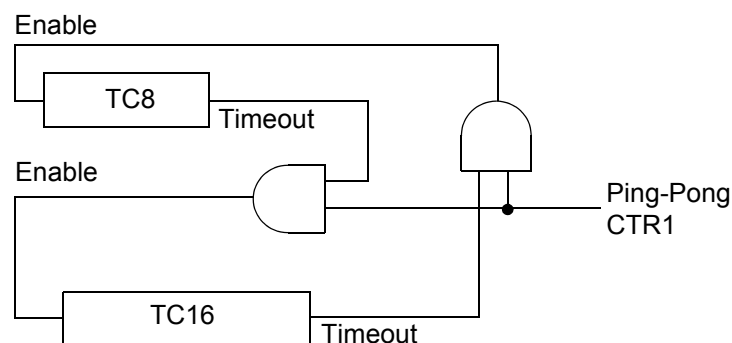 Enable
TC8
Timeout
Enable
Ping-Pong
CTR1
TC16
Timeout